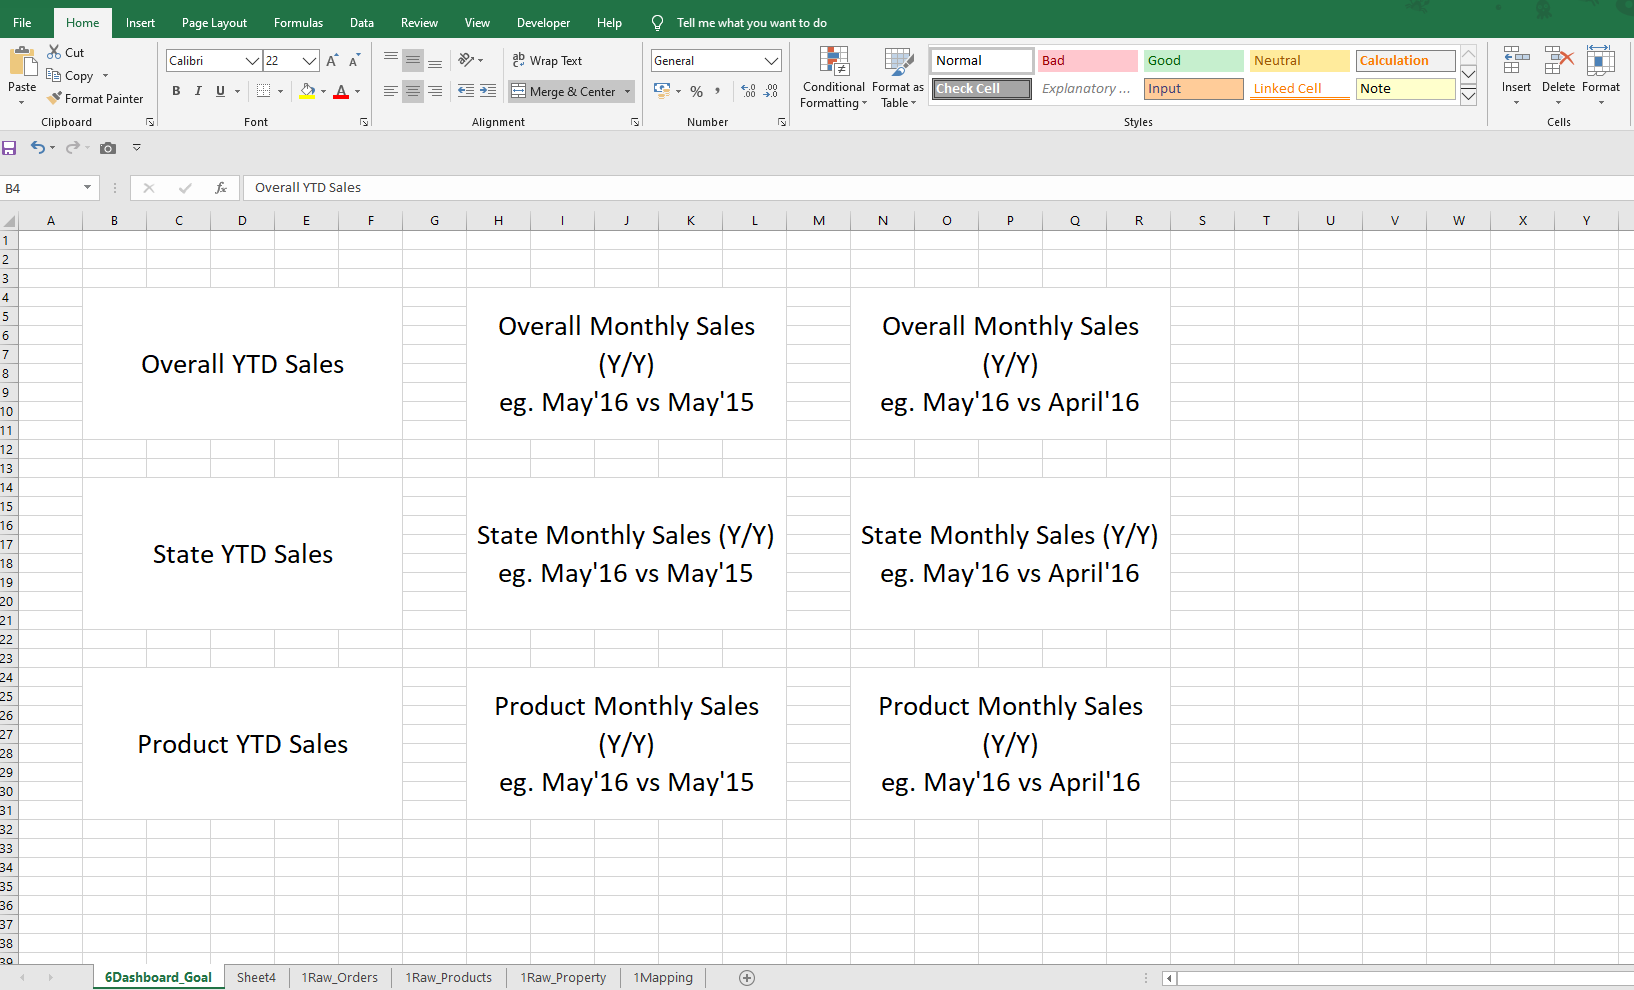 File Home Insert Page Layout Formulas Data Review View Developer Help Tell me what you want to do
Cut
Copy
Format Painter
Paste
Clipboard
Calibri 22
B I U
Font
Wrap Text
Merge & Center
Alignment
General
% ,
Number
Conditional Formatting
Format as Table
Normal Bad Good Neutral Calculation
Check Cell Explanatory ... Input Linked Cell Note
Styles
Insert Delete Format
Cells
B4 fx Overall YTD Sales
A B C D E F G H I J K L M N O P Q R S T U V W X Y
1
2
3
4
5
6
7
8
9
10
11
12
13
14
15
16
17
18
19
20
21
22
23
24
25
26
27
28
29
30
31
32
33
34
35
36
37
38
39
Overall YTD Sales
Overall Monthly Sales
(Y/Y)
eg. May'16 vs May'15
Overall Monthly Sales
(Y/Y)
eg. May'16 vs April'16
State YTD Sales
State Monthly Sales (Y/Y)
eg. May'16 vs May'15
State Monthly Sales (Y/Y)
eg. May'16 vs April'16
Product YTD Sales
Product Monthly Sales
(Y/Y)
eg. May'16 vs May'15
Product Monthly Sales
(Y/Y)
eg. May'16 vs April'16
6Dashboard_Goal Sheet4 1Raw_Orders 1Raw_Products 1Raw_Property 1Mapping